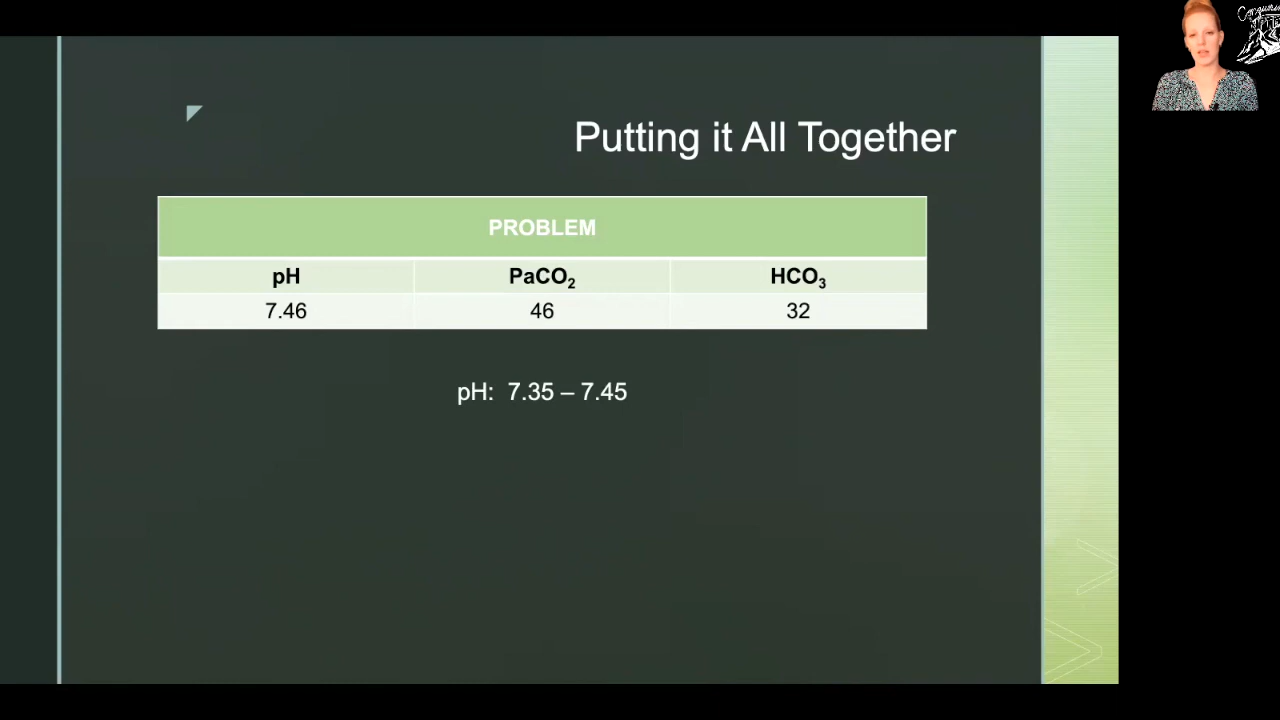 Putting it All Together
PROBLEM
pH PaCO₂ HCO₃
7.46 46 32
pH: 7.35 – 7.45